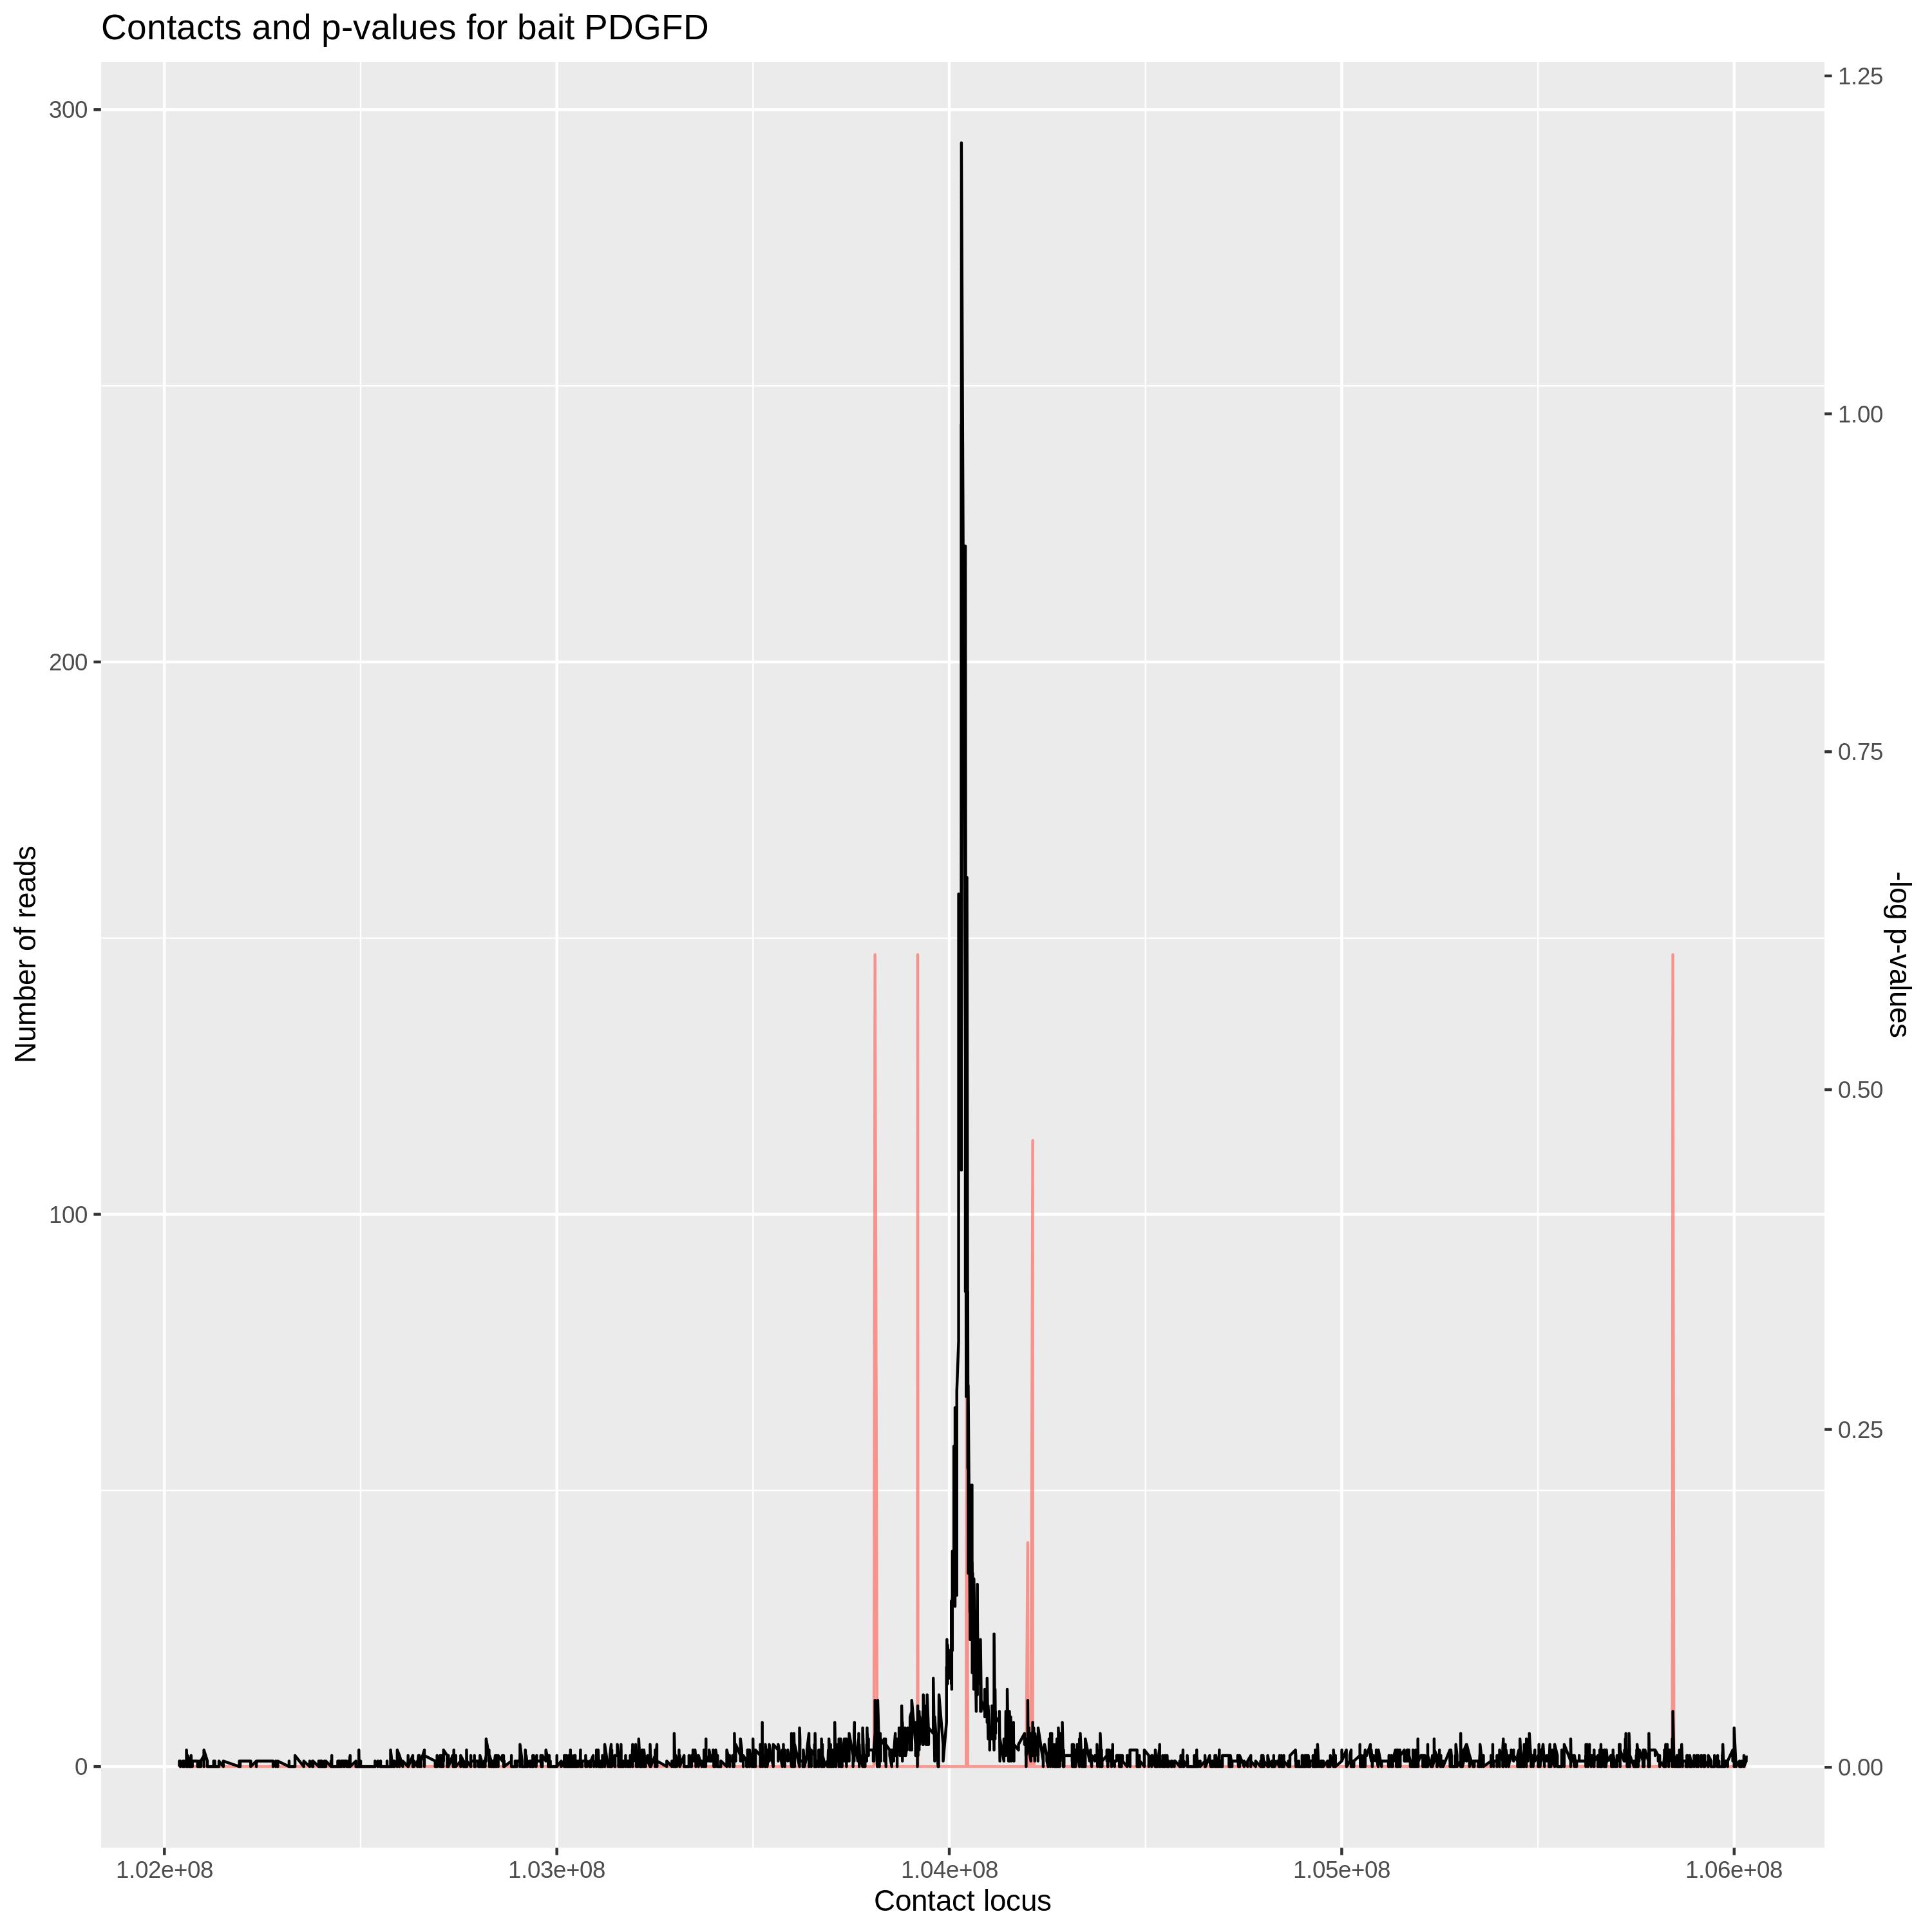 Contacts and p-values for bait PDGFD
300
200
100
0
Number of reads
1.25
1.00
0.75
0.50
0.25
0.00
-log p-values
1.02e+08
1.03e+08
1.04e+08
1.05e+08
1.06e+08
Contact locus